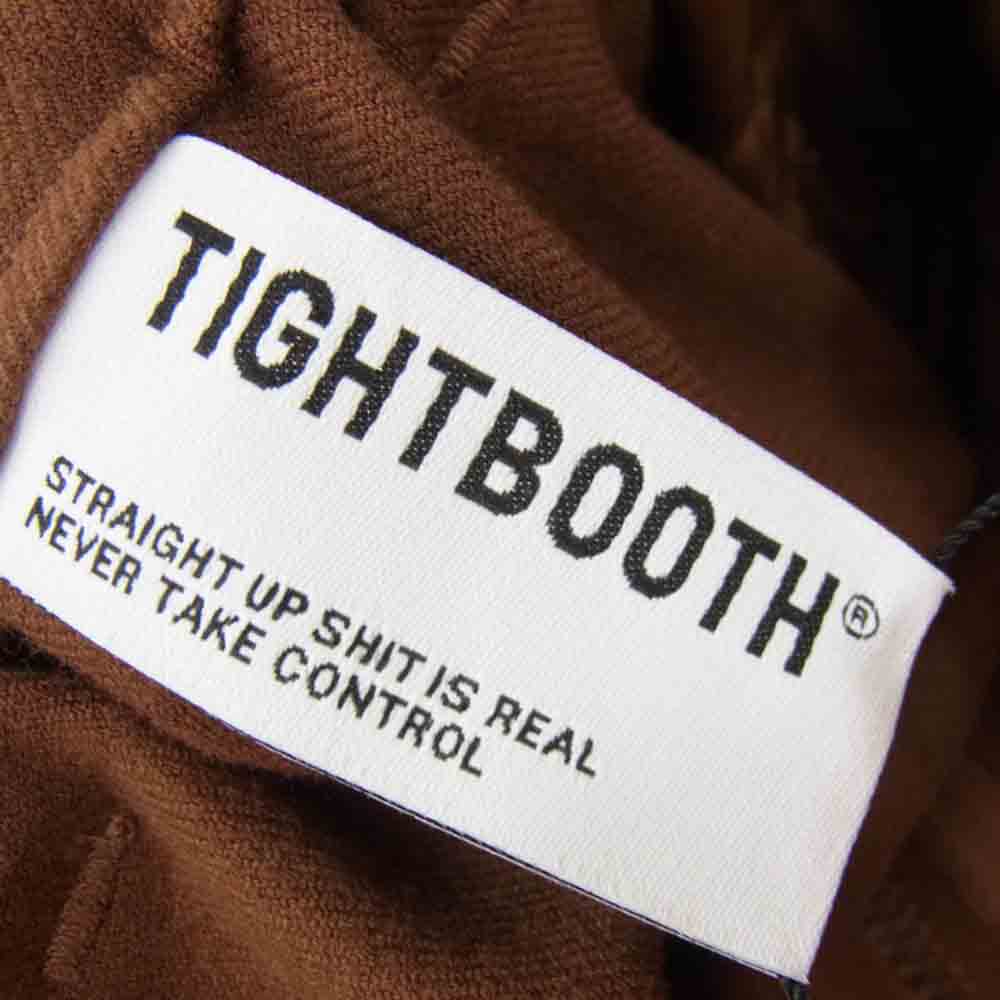 TIGHTBOOTH®
STRAIGHT UP SHIT IS REAL
NEVER TAKE CONTROL